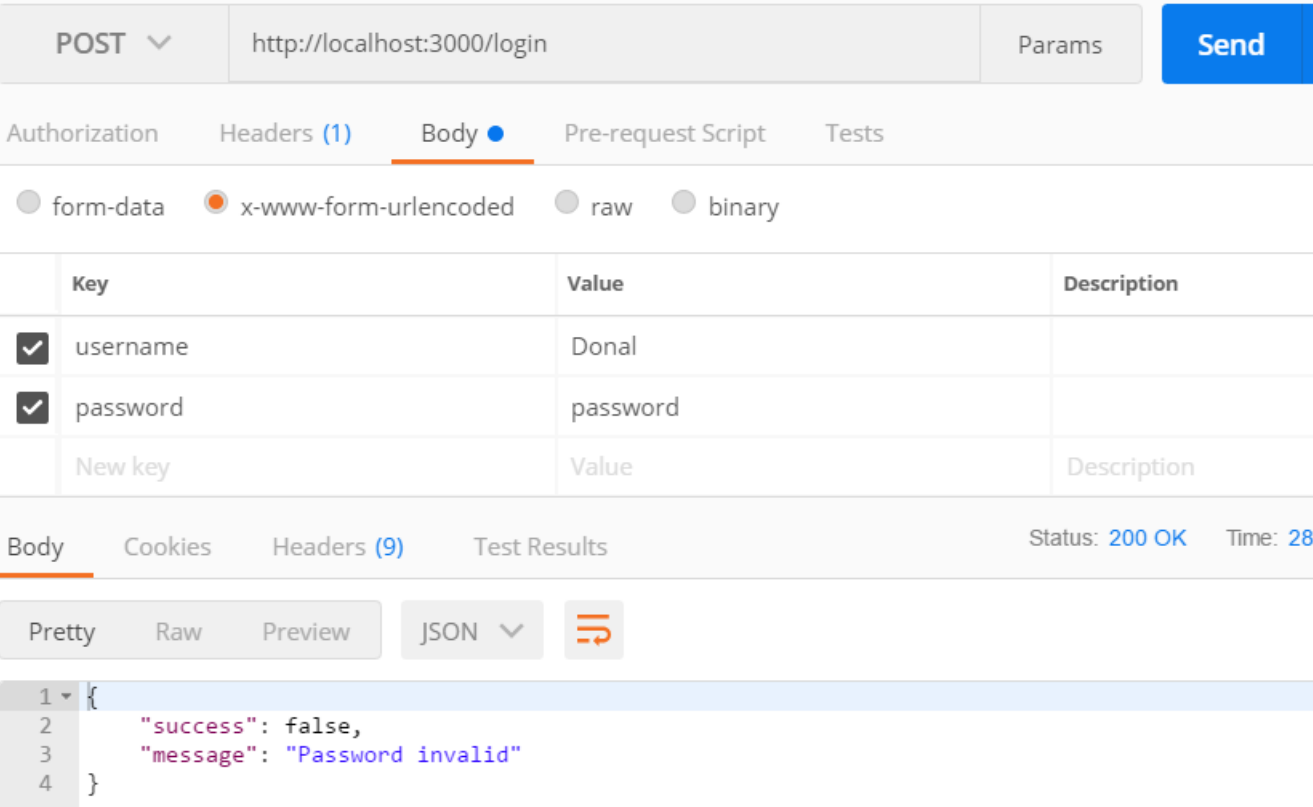 POST http://localhost:3000/login Params Send
Authorization Headers (1) Body Pre-request Script Tests
form-data x-www-form-urlencoded raw binary
Key Value Description
username Donal
password password
New key Value Description
Body Cookies Headers (9) Test Results Status: 200 OK Time: 28
Pretty Raw Preview JSON
1 {
2 "success": false,
3 "message": "Password invalid"
4 }